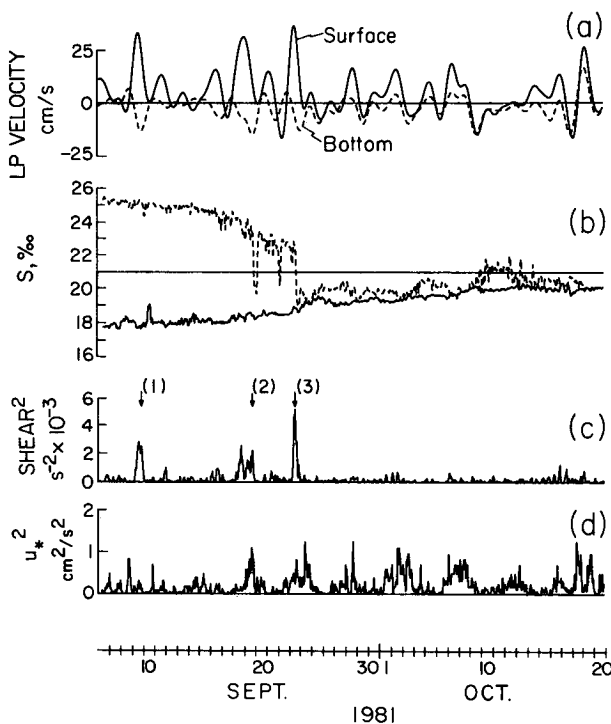 (a)
Surface
Bottom
LP VELOCITY
cm/s
25
0
-25
(b)
S, ‰
26
24
22
21
20
18
16
(c)
(1)
(2)
(3)
SHEAR²
s⁻² x 10⁻³
6
4
2
0
(d)
u*²
cm²/s²
2
1
0
10
20
30
1
10
20
SEPT.
OCT.
1981